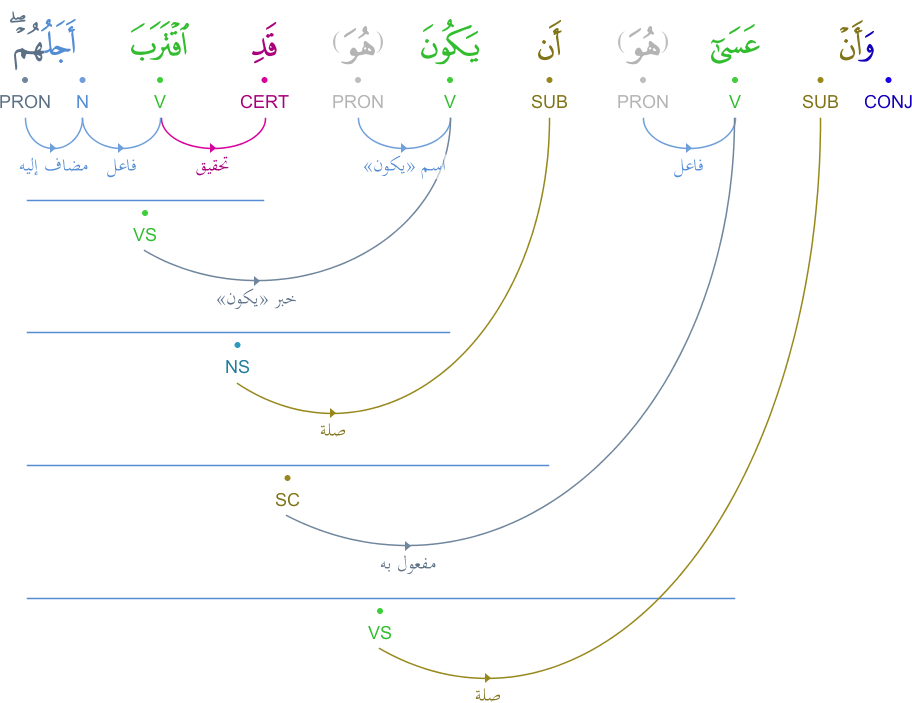 وَأَنْ عَسَىٰٓ (هُوَ) أَن يَكُونَ (هُوَ) قَدِ ٱقْتَرَبَ أَجَلُهُمْ ۖ
CONJ SUB V PRON SUB V PRON CERT V N PRON
فاعل اسم «يكون» تحقيق فاعل مضاف إليه
VS
خبر «يكون»
NS
صلة
SC
مفعول به
VS
صلة